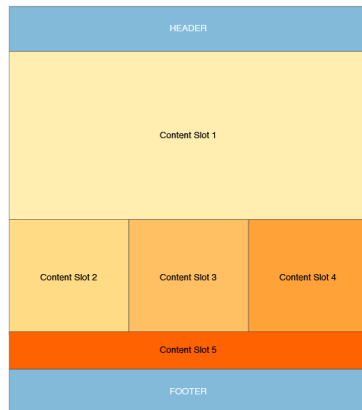 HEADER
Content Slot 1
Content Slot 2
Content Slot 3
Content Slot 4
Content Slot 5
FOOTER